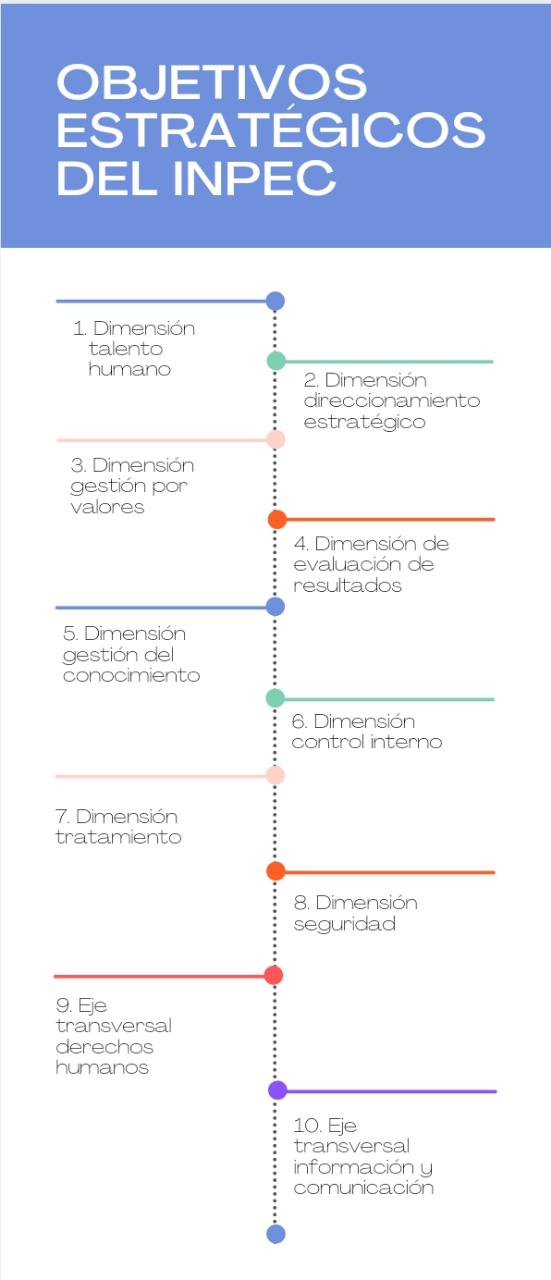 OBJETIVOS
ESTRATÉGICOS
DEL INPEC
1. Dimensión
talento
humano
2. Dimensión
direccionamiento
estratégico
3. Dimensión
gestión por
valores
4. Dimensión de
evaluación de
resultados
5. Dimensión
gestión del
conocimiento
6. Dimensión
control interno
7. Dimensión
tratamiento
8. Dimensión
seguridad
9. Eje
transversal
derechos
humanos
10. Eje
transversal
información y
comunicación